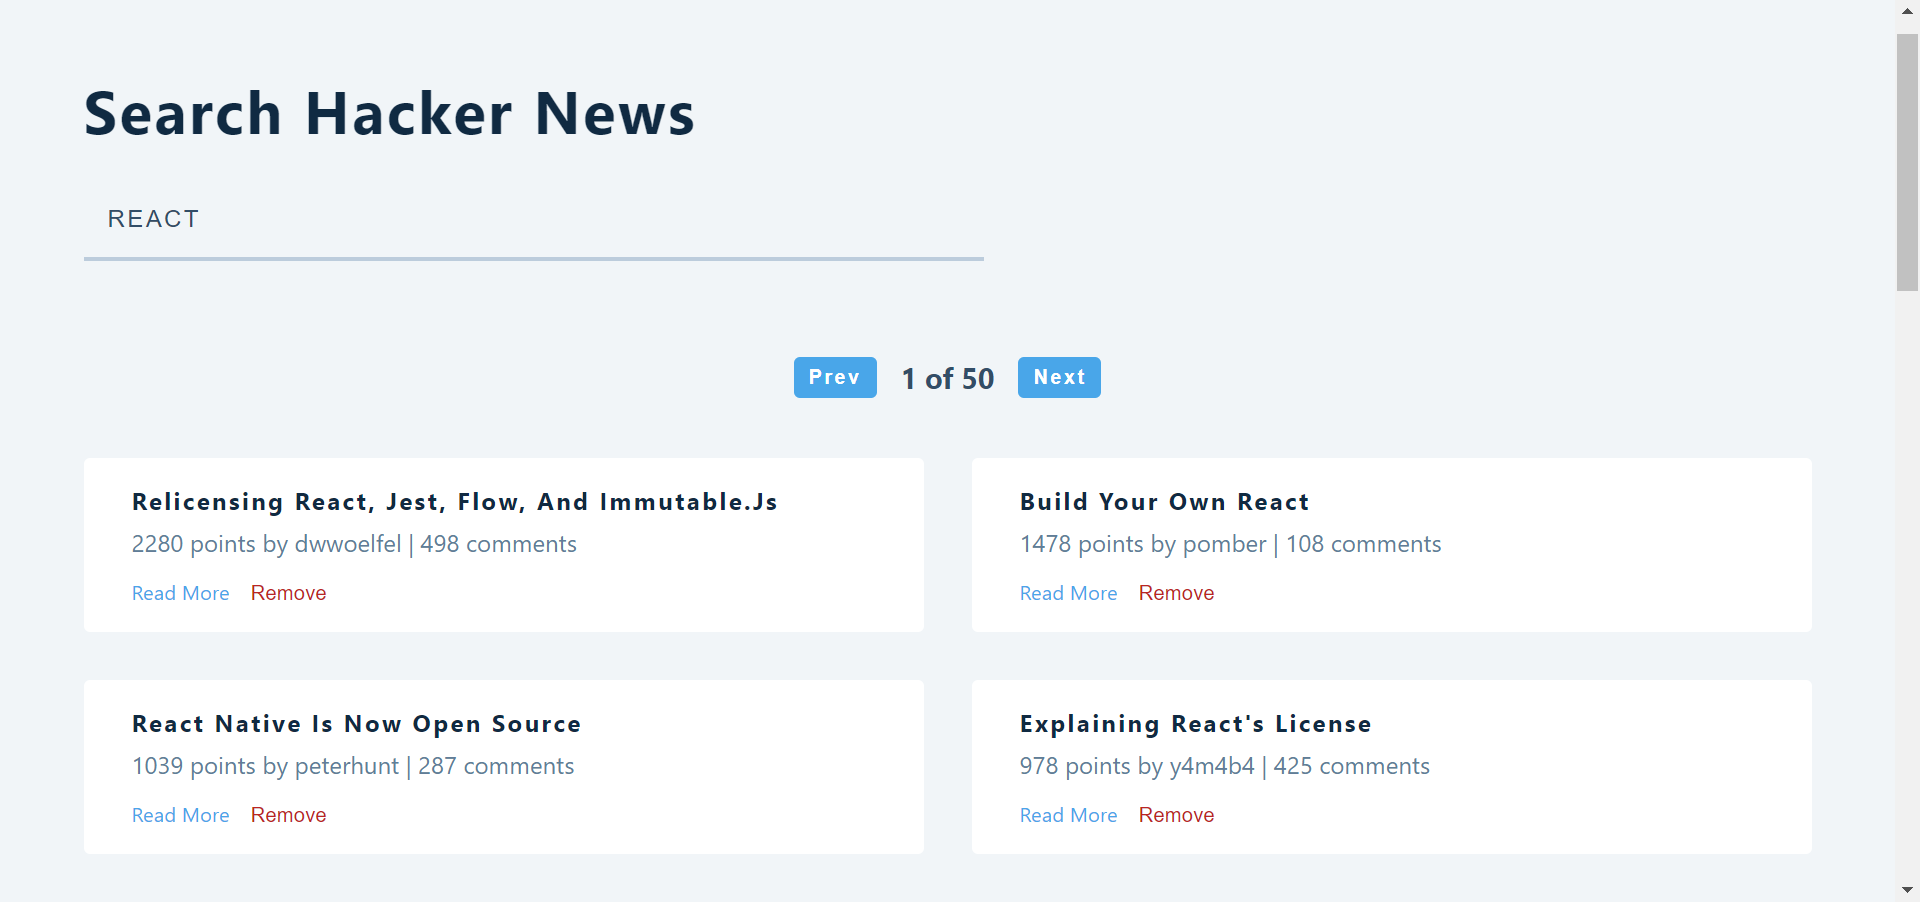 Search Hacker News
REACT
Prev 1 of 50 Next
Relicensing React, Jest, Flow, And Immutable.Js
2280 points by dwwoelfel | 498 comments
Read More Remove
Build Your Own React
1478 points by pomber | 108 comments
Read More Remove
React Native Is Now Open Source
1039 points by peterhunt | 287 comments
Read More Remove
Explaining React's License
978 points by y4m4b4 | 425 comments
Read More Remove